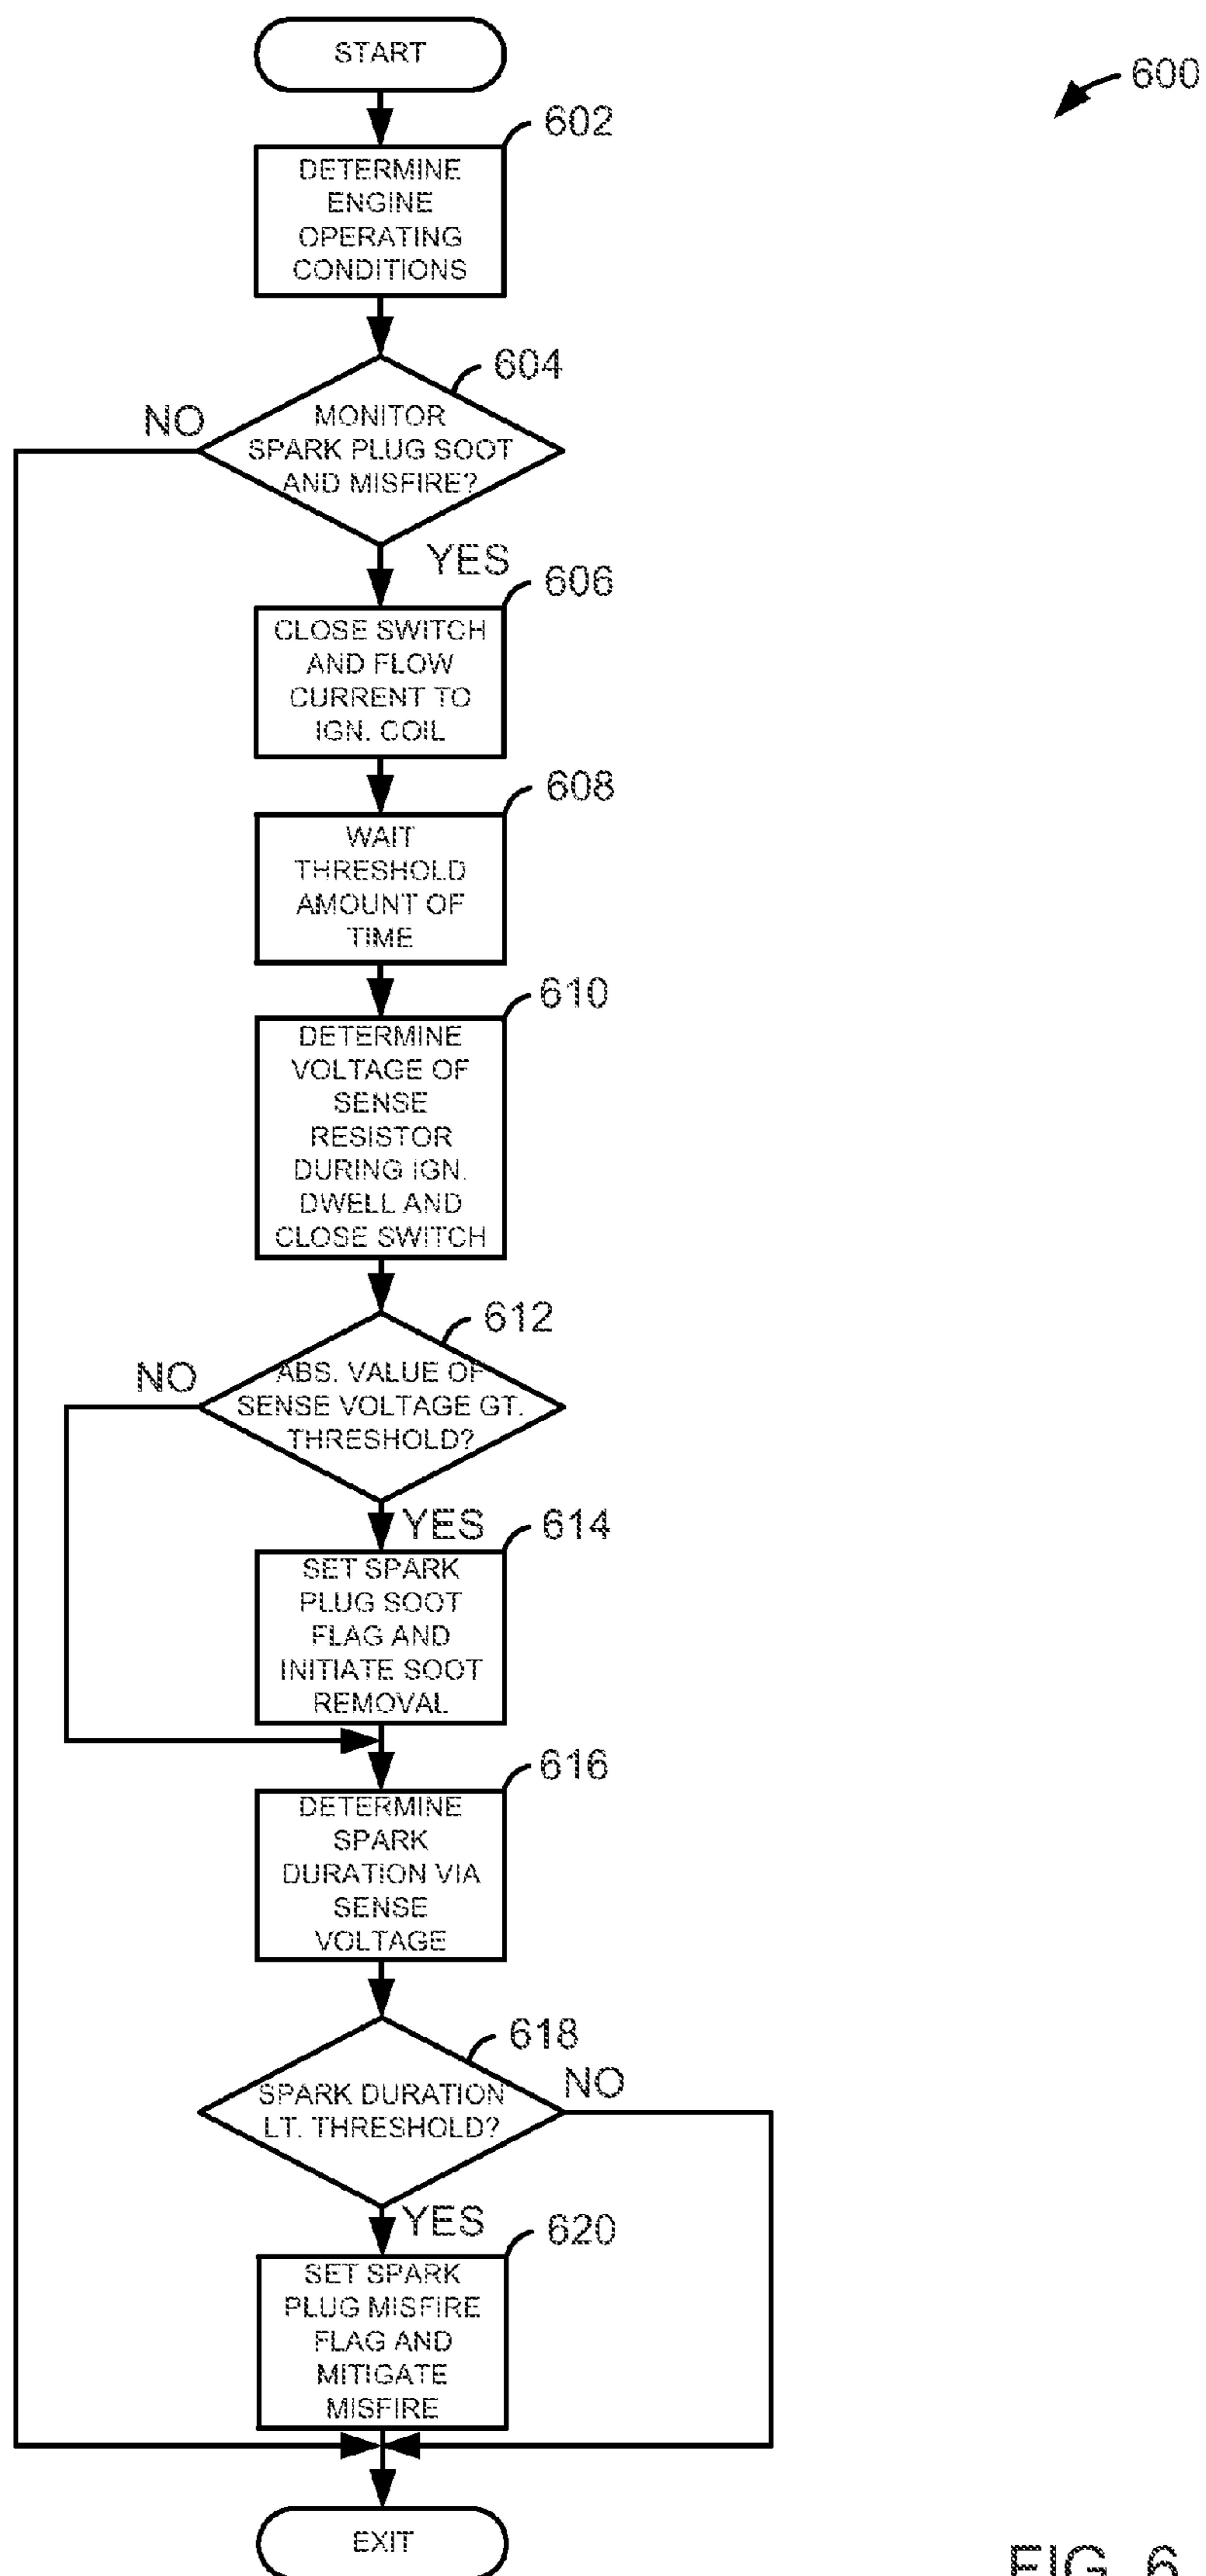 START
600
602
DETERMINE
ENGINE
OPERATING
CONDITIONS
604
NO
MONITOR
SPARK PLUG SOOT
AND MISFIRE?
YES
606
CLOSE SWITCH
AND FLOW
CURRENT TO
IGN. COIL
608
WAIT
THRESHOLD
AMOUNT OF
TIME
610
DETERMINE
VOLTAGE OF
SENSE
RESISTOR
DURING IGN.
DWELL AND
CLOSE SWITCH
612
NO
ABS. VALUE OF
SENSE VOLTAGE GT.
THRESHOLD?
YES
614
SET SPARK
PLUG SOOT
FLAG AND
INITIATE SOOT
REMOVAL
616
DETERMINE
SPARK
DURATION VIA
SENSE
VOLTAGE
618
NO
SPARK DURATION
LT. THRESHOLD?
YES
620
SET SPARK
PLUG MISFIRE
FLAG AND
MITIGATE
MISFIRE
EXIT
FIG. 6